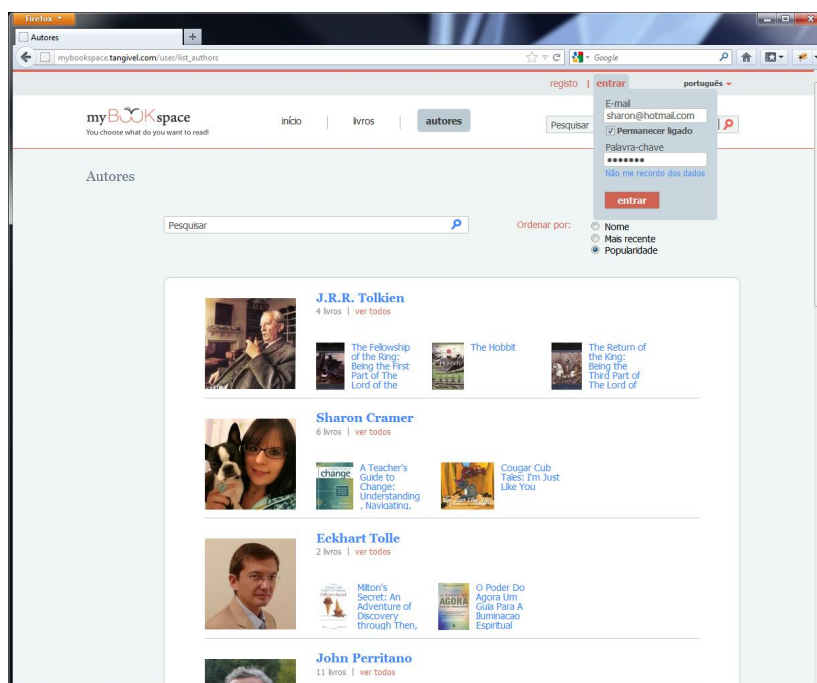 Firefox
Autores
mybookspace.tangivel.com/user/list_authors
Google
registo | entrar
português
my BOOK space
You choose what do you want to read!
início | livros | autores
Pesquisar
E-mail
sharon@hotmail.com
Permanecer ligado
Palavra-chave
Não me recordo dos dados
entrar
Autores
Pesquisar
Ordenar por:
Nome
Mais recente
Popularidade
J.R.R. Tolkien
4 livros | ver todos
The Fellowship
of the Ring:
Being the First
Part of The
Lord of the
The Hobbit
The Return of
the King:
Being the
Third Part of
The Lord of
Sharon Cramer
6 livros | ver todos
change
A Teacher's
Guide to
Change:
Understanding
, Navigating,
Cougar Cub
Tales: I'm Just
Like You
Eckhart Tolle
2 livros | ver todos
Milton's
Secret: An
Adventure of
Discovery
through Then,
AGORA
O Poder Do
Agora Um
Guia Para A
Iluminacao
Espiritual
John Perritano
11 livros | ver todos